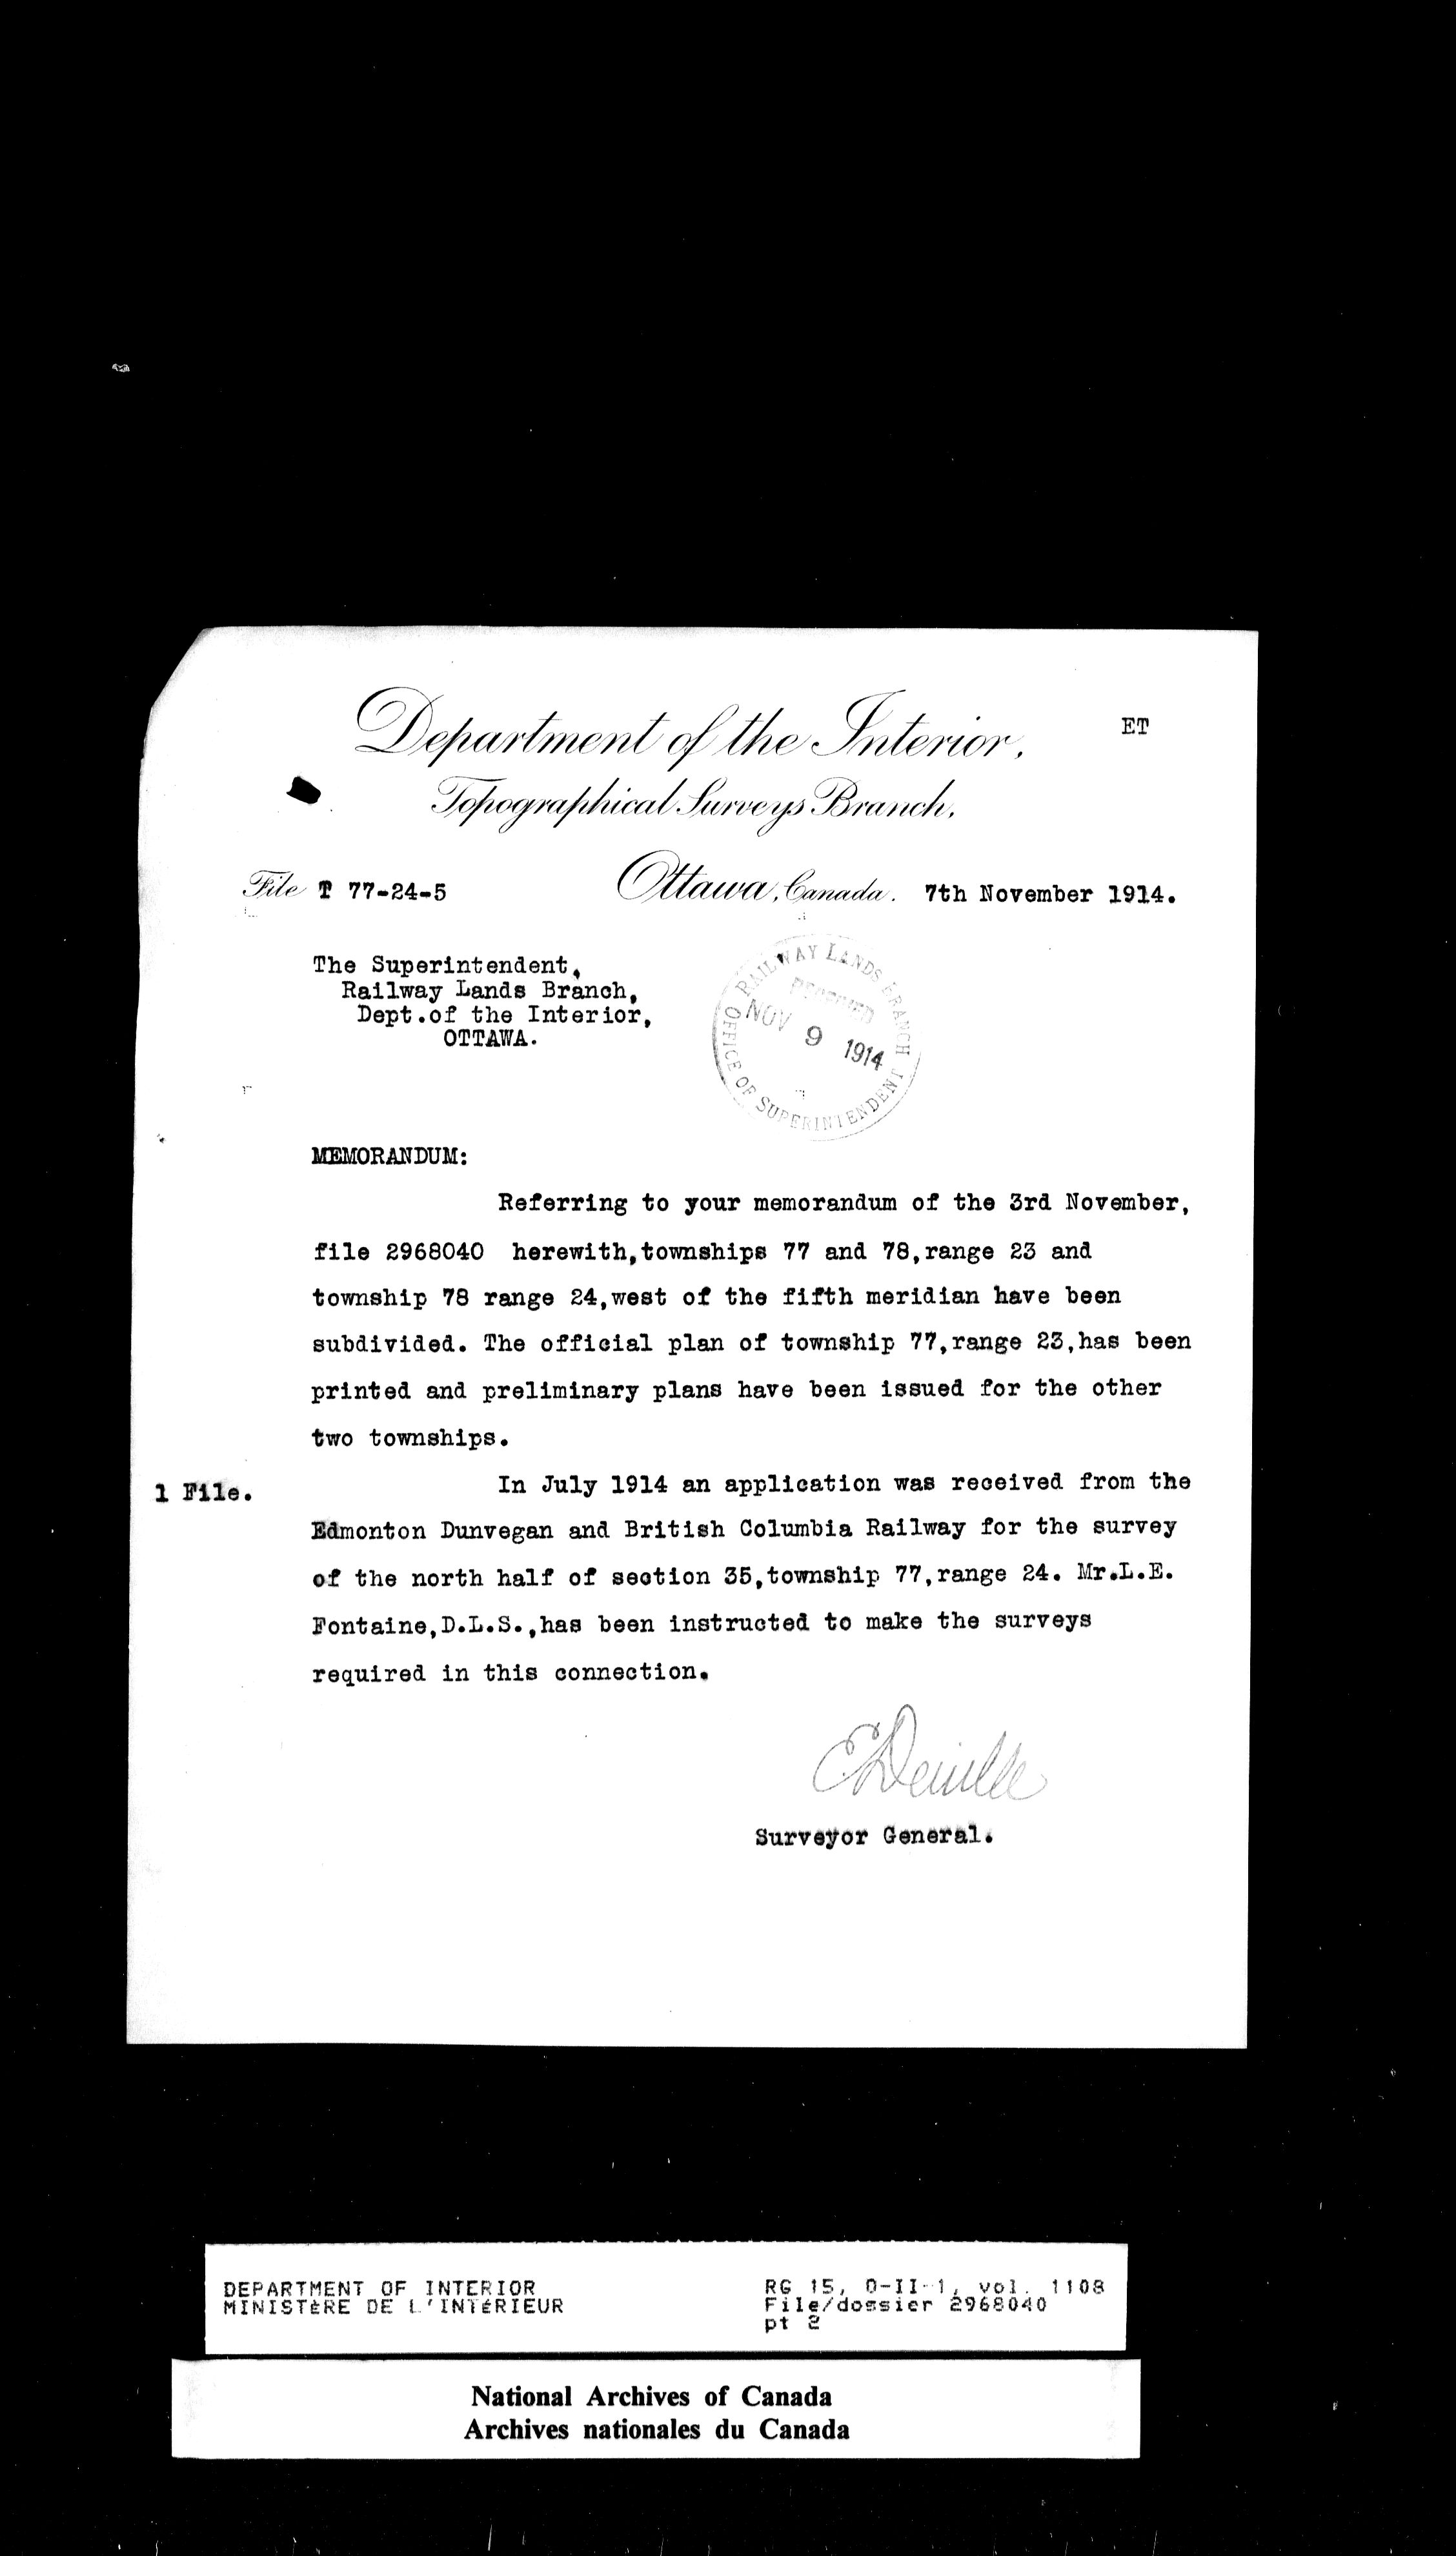 Department of the Interior,
ET
Topographical Surveys Branch,
File T 77-24-5
Ottawa, Canada. 7th November 1914.
The Superintendent,
Railway Lands Branch,
Dept.of the Interior,
OTTAWA.
RAILWAY LANDS BRANCH
RECEIVED
NOV 9 1914
OFFICE OF SUPERINTENDENT
MEMORANDUM:
Referring to your memorandum of the 3rd November,
file 2968040 herewith,townships 77 and 78,range 23 and
township 78 range 24,west of the fifth meridian have been
subdivided. The official plan of township 77,range 23,has been
printed and preliminary plans have been issued for the other
two townships.
1 File.
In July 1914 an application was received from the
Edmonton Dunvegan and British Columbia Railway for the survey
of the north half of section 35,township 77,range 24. Mr.L.E.
Fontaine,D.L.S.,has been instructed to make the surveys
required in this connection.
E Deville
Surveyor General.
DEPARTMENT OF INTERIOR
MINISTÈRE DE L'INTÉRIEUR
RG 15, D-II-1, vol. 1108
File/dossier 2968040
pt 2
National Archives of Canada
Archives nationales du Canada